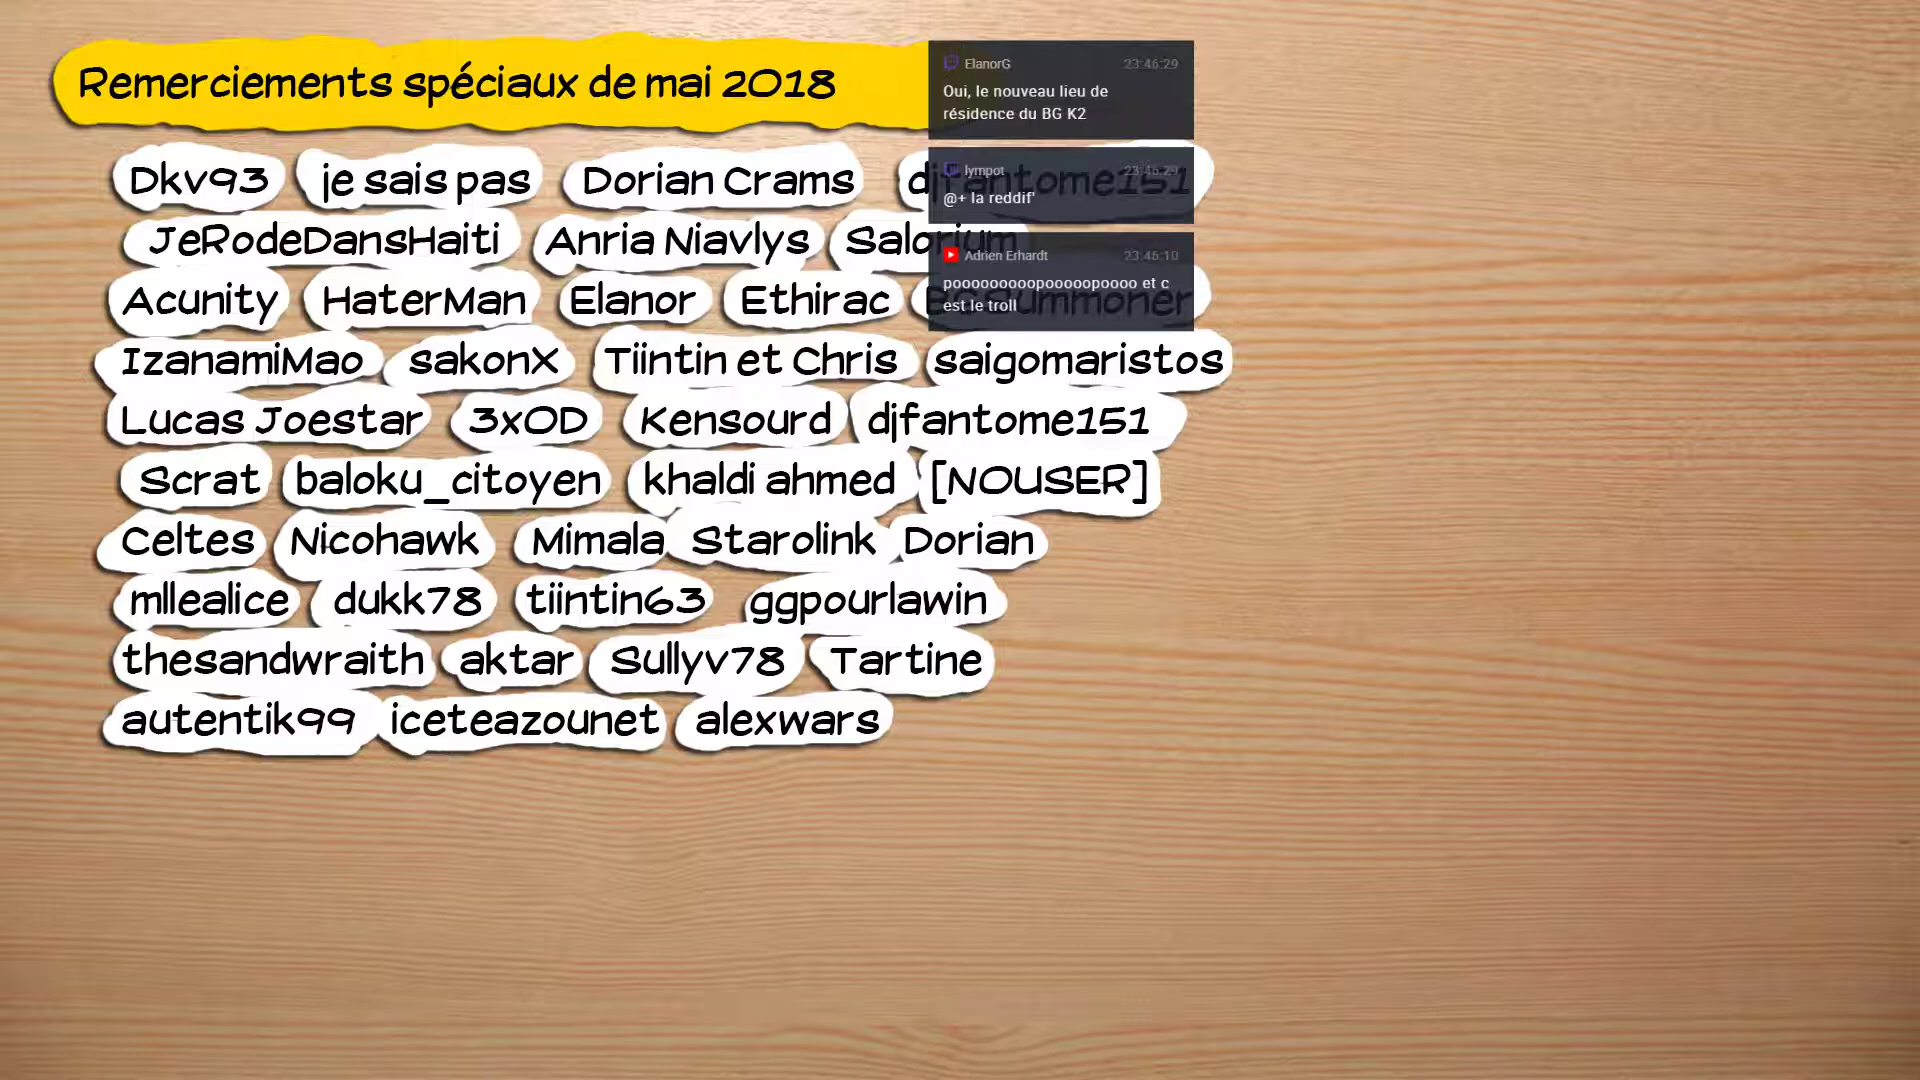 Remerciements spéciaux de mai 2018
Dkv93 je sais pas Dorian Crams djfantome151
JeRodeDansHaiti Anria Niavlys Salorium
Acunity HaterMan Elanor Ethirac BGSummoner
IzanamiMao sakonX Tiintin et Chris saigomaristos
Lucas Joestar 3xOD Kensourd djfantome151
Scrat baloku_citoyen khaldi ahmed [NOUSER]
Celtes Nicohawk Mimala Starolink Dorian
mllealice dukk78 tiintin63 ggpourlawin
thesandwraith aktar Sullyv78 Tartine
autentik99 iceteazounet alexwars
ElanorG 23:46:29
Oui, le nouveau lieu de
résidence du BG K2
lympot 23:46:29
@+ la reddif'
Adrien Erhardt 23:46:10
pooooooooopooooopoooo et c
est le troll